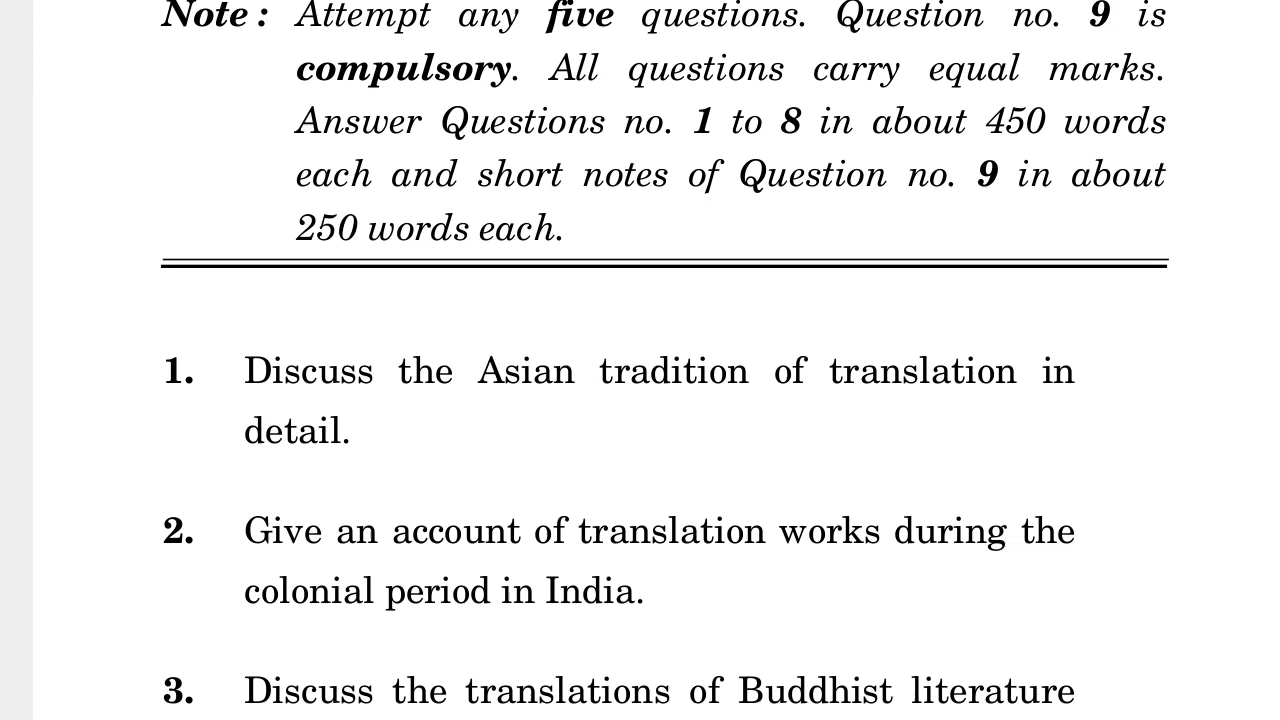 Note : Attempt any five questions. Question no. 9 is
compulsory. All questions carry equal marks.
Answer Questions no. 1 to 8 in about 450 words
each and short notes of Question no. 9 in about
250 words each.
1. Discuss the Asian tradition of translation in
detail.
2. Give an account of translation works during the
colonial period in India.
3. Discuss the translations of Buddhist literature